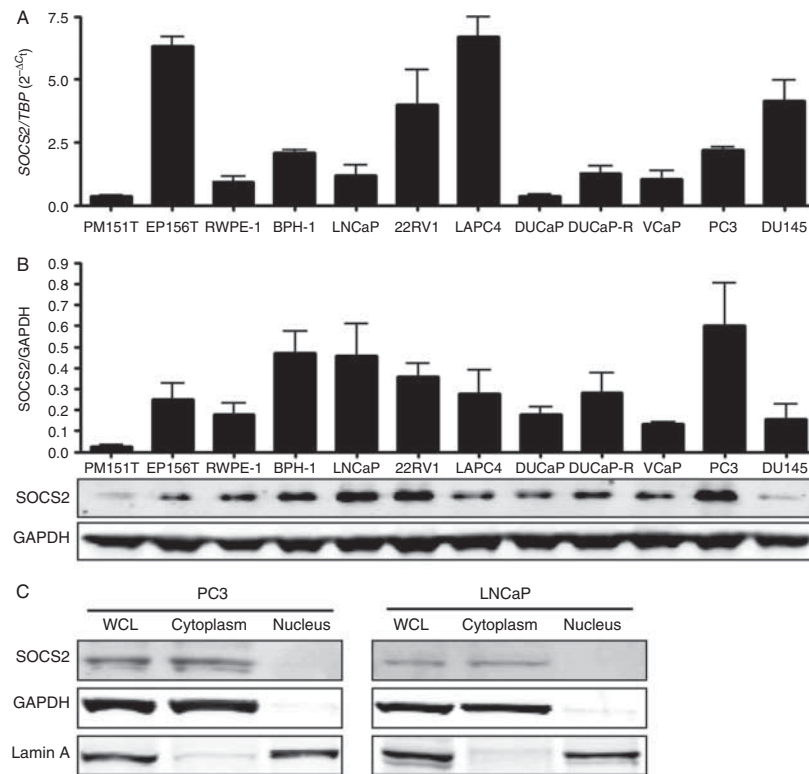 A
SOCS2/TBP (2⁻ΔCt)
7.5
5.0
2.5
0.0
PM151T EP156T RWPE-1 BPH-1 LNCaP 22RV1 LAPC4 DUCaP DUCaP-R VCaP PC3 DU145
B
SOCS2/GAPDH
0.9
0.8
0.7
0.6
0.5
0.4
0.3
0.2
0.1
0.0
PM151T EP156T RWPE-1 BPH-1 LNCaP 22RV1 LAPC4 DUCaP DUCaP-R VCaP PC3 DU145
SOCS2
GAPDH
C
PC3 LNCaP
WCL Cytoplasm Nucleus WCL Cytoplasm Nucleus
SOCS2
GAPDH
Lamin A